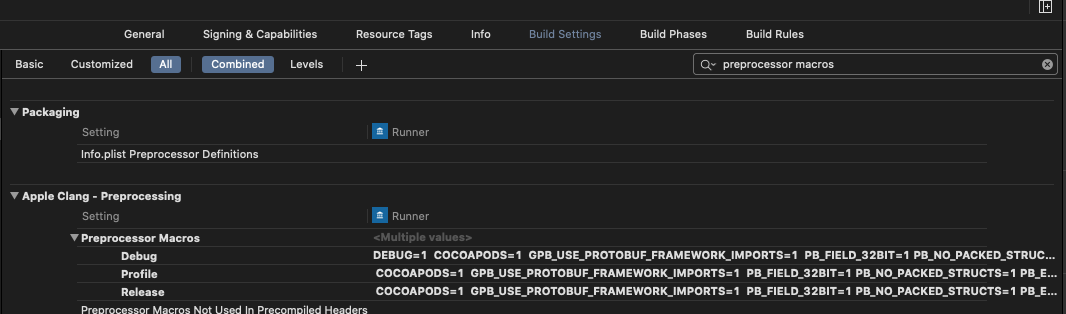 General Signing & Capabilities Resource Tags Info Build Settings Build Phases Build Rules
Basic Customized All Combined Levels + preprocessor macros
Packaging
Setting Runner
Info.plist Preprocessor Definitions
Apple Clang - Preprocessing
Setting Runner
Preprocessor Macros <Multiple values>
Debug DEBUG=1 COCOAPODS=1 GPB_USE_PROTOBUF_FRAMEWORK_IMPORTS=1 PB_FIELD_32BIT=1 PB_NO_PACKED_STRUC...
Profile COCOAPODS=1 GPB_USE_PROTOBUF_FRAMEWORK_IMPORTS=1 PB_FIELD_32BIT=1 PB_NO_PACKED_STRUCTS=1 PB_E...
Release COCOAPODS=1 GPB_USE_PROTOBUF_FRAMEWORK_IMPORTS=1 PB_FIELD_32BIT=1 PB_NO_PACKED_STRUCTS=1 PB_E...
Preprocessor Macros Not Used In Precompiled Headers